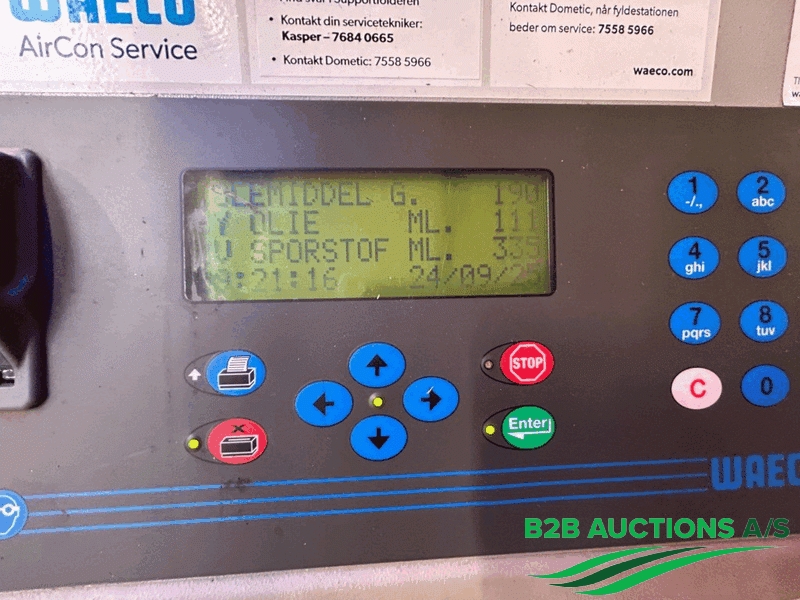 WAECO
AirCon Service
• Kontakt din servicetekniker:
Kasper – 7684 0665
• Kontakt Dometic: 7558 5966
Kontakt Dometic, når fyldestationen
beder om service: 7558 5966
waeco.com
LEMIDDEL G. 190
OLIE ML. 111
SPORSTOF ML. 335
:21:16 24/09/25
1 -/.,
2 abc
4 ghi
5 jkl
7 pqrs
8 tuv
C
0
STOP
Enter
WAEC
B2B AUCTIONS A/S